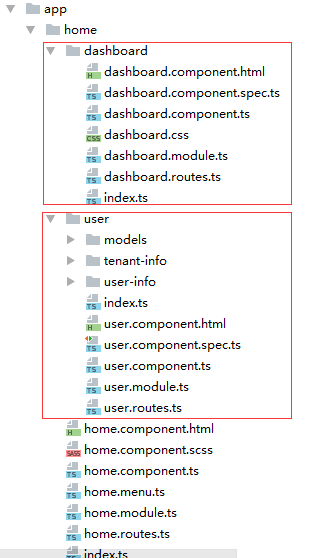 app
home
dashboard
dashboard.component.html
dashboard.component.spec.ts
dashboard.component.ts
dashboard.css
dashboard.module.ts
dashboard.routes.ts
index.ts
user
models
tenant-info
user-info
index.ts
user.component.html
user.component.spec.ts
user.component.ts
user.module.ts
user.routes.ts
home.component.html
home.component.scss
home.component.ts
home.menu.ts
home.module.ts
home.routes.ts
index.ts